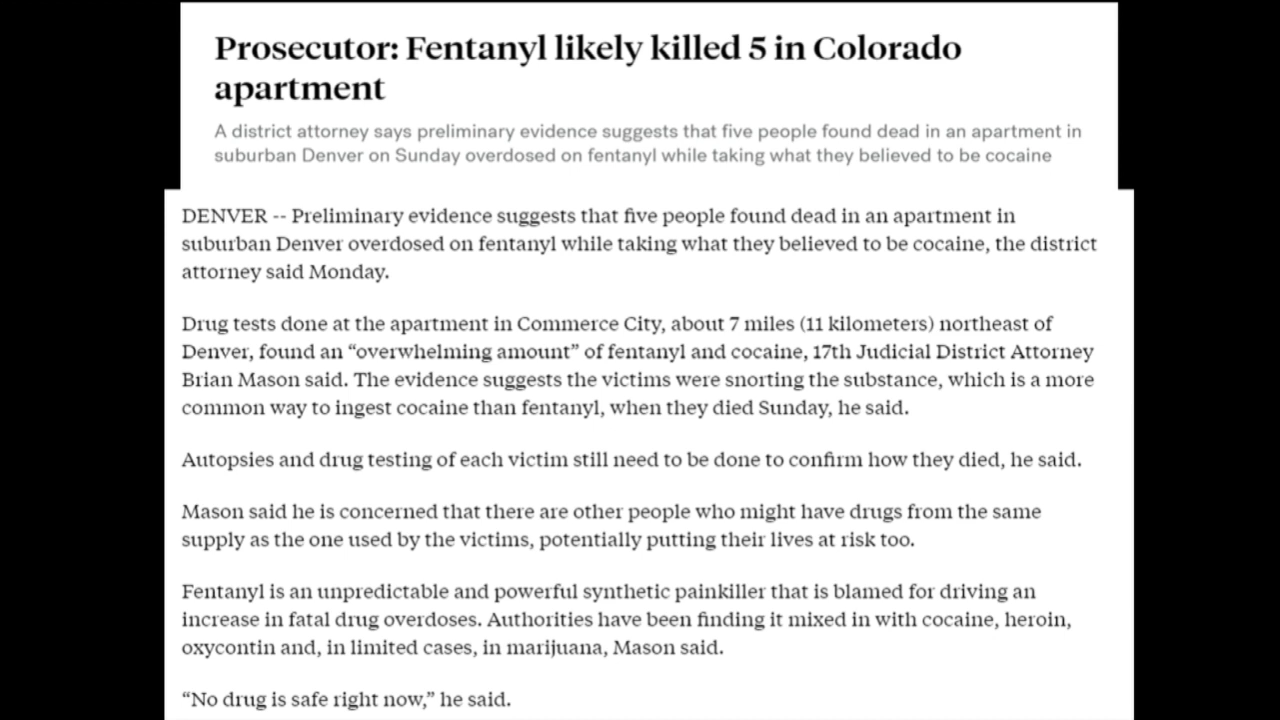 Prosecutor: Fentanyl likely killed 5 in Colorado
apartment
A district attorney says preliminary evidence suggests that five people found dead in an apartment in
suburban Denver on Sunday overdosed on fentanyl while taking what they believed to be cocaine
DENVER -- Preliminary evidence suggests that five people found dead in an apartment in
suburban Denver overdosed on fentanyl while taking what they believed to be cocaine, the district
attorney said Monday.
Drug tests done at the apartment in Commerce City, about 7 miles (11 kilometers) northeast of
Denver, found an “overwhelming amount” of fentanyl and cocaine, 17th Judicial District Attorney
Brian Mason said. The evidence suggests the victims were snorting the substance, which is a more
common way to ingest cocaine than fentanyl, when they died Sunday, he said.
Autopsies and drug testing of each victim still need to be done to confirm how they died, he said.
Mason said he is concerned that there are other people who might have drugs from the same
supply as the one used by the victims, potentially putting their lives at risk too.
Fentanyl is an unpredictable and powerful synthetic painkiller that is blamed for driving an
increase in fatal drug overdoses. Authorities have been finding it mixed in with cocaine, heroin,
oxycontin and, in limited cases, in marijuana, Mason said.
“No drug is safe right now,” he said.